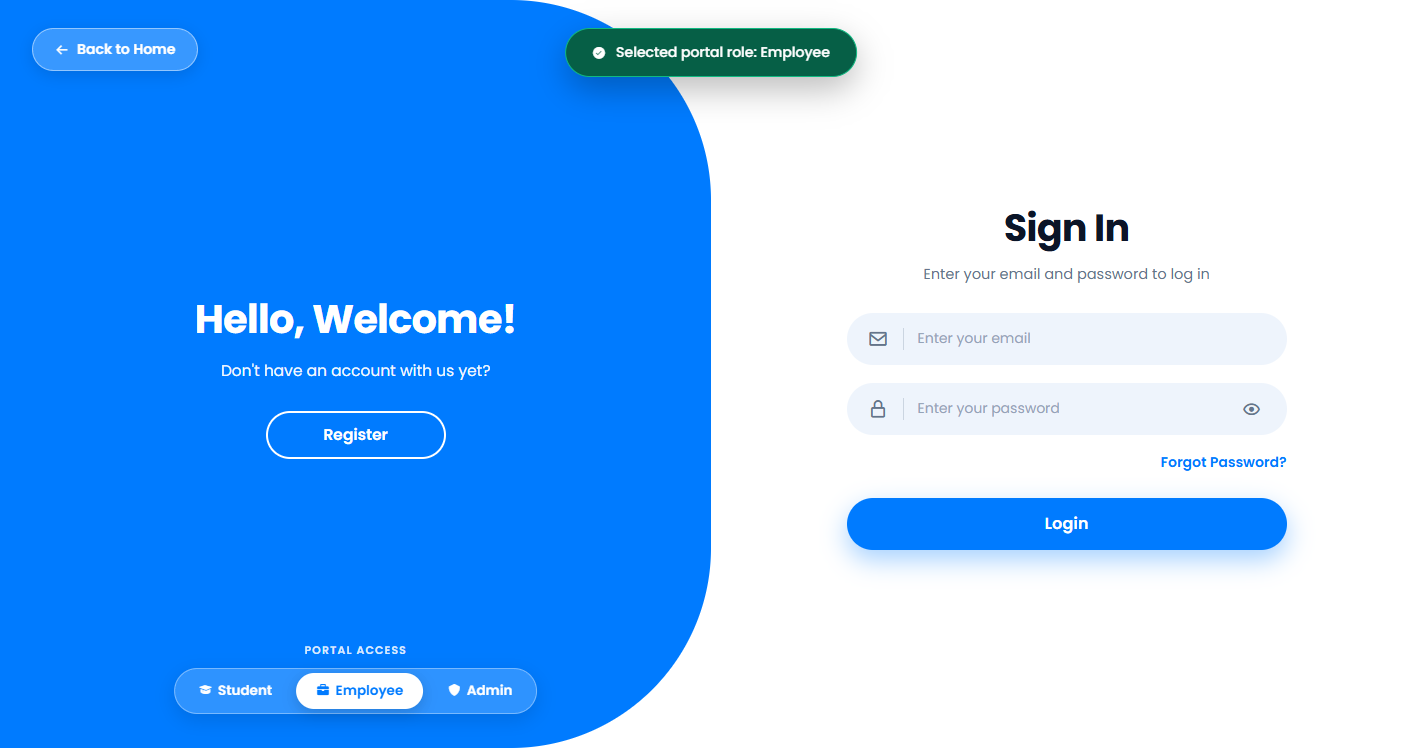 Back to Home
Selected portal role: Employee
Hello, Welcome!
Don't have an account with us yet?
Register
PORTAL ACCESS
Student
Employee
Admin
Sign In
Enter your email and password to log in
Enter your email
Enter your password
Forgot Password?
Login